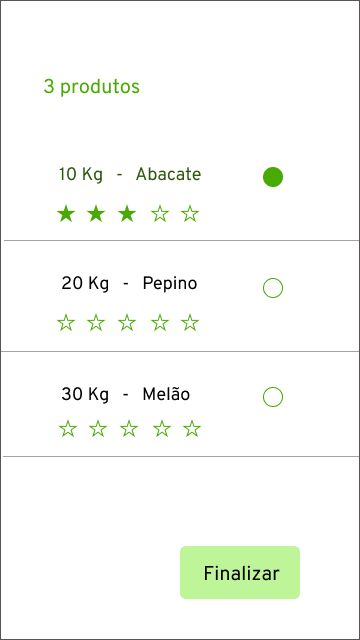 3 produtos
10 Kg - Abacate
20 Kg - Pepino
30 Kg - Melão
Finalizar